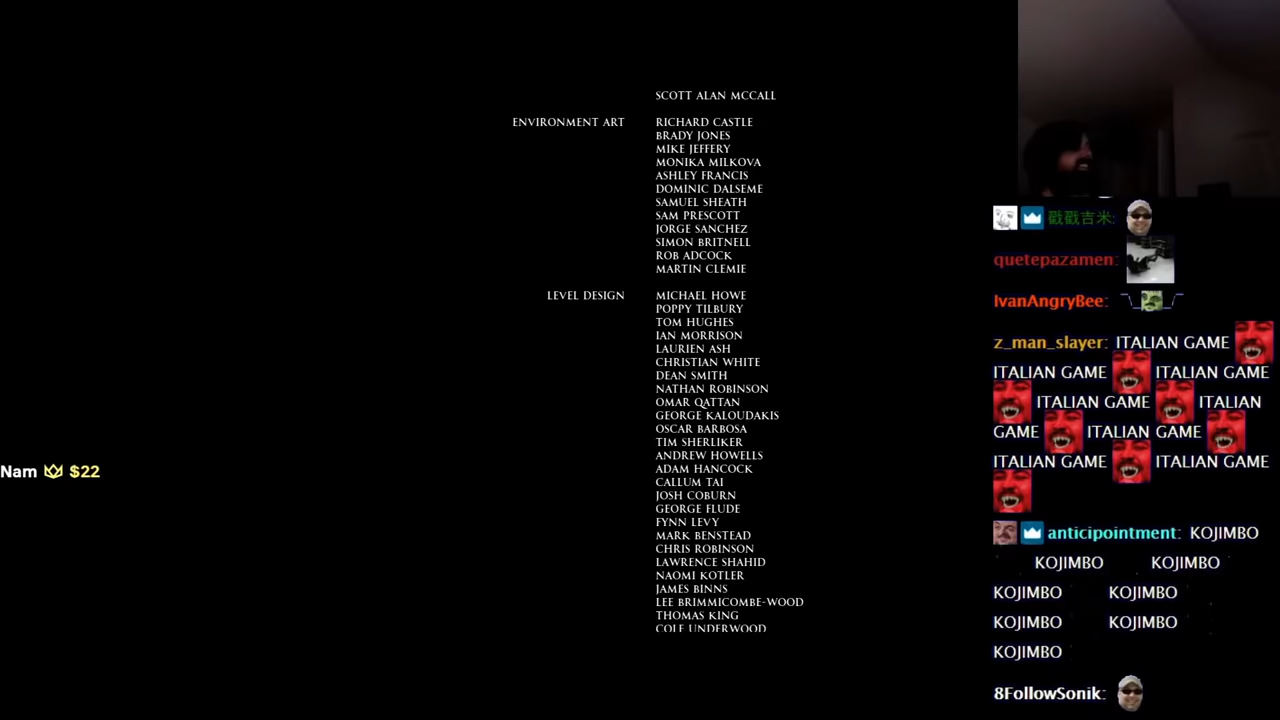 SCOTT ALAN MCCALL
ENVIRONMENT ART RICHARD CASTLE
BRADY JONES
MIKE JEFFERY
MONIKA MILKOVA
ASHLEY FRANCIS
DOMINIC DALSEME
SAMUEL SHEATH
SAM PRESCOTT
JORGE SANCHEZ
SIMON BRITNELL
ROB ADCOCK
MARTIN CLEMIE
LEVEL DESIGN MICHAEL HOWE
POPPY TILBURY
TOM HUGHES
IAN MORRISON
LAURIEN ASH
CHRISTIAN WHITE
DEAN SMITH
NATHAN ROBINSON
OMAR QATTAN
GEORGE KALOUDAKIS
OSCAR BARBOSA
TIM SHERLIKER
ANDREW HOWELLS
ADAM HANCOCK
CALLUM TAI
JOSH COBURN
GEORGE FLUDE
FYNN LEVY
MARK BENSTEAD
CHRIS ROBINSON
LAWRENCE SHAHID
NAOMI KOTLER
JAMES BINNS
LEE BRIMMICOMBE-WOOD
THOMAS KING
COLE UNDERWOOD
Nam $22
戳戳吉米:
quetepazamen:
IvanAngryBee: ¯\_ _/¯
z_man_slayer: ITALIAN GAME
ITALIAN GAME ITALIAN GAME
ITALIAN GAME ITALIAN
GAME ITALIAN GAME
ITALIAN GAME ITALIAN GAME
anticipointment: KOJIMBO
KOJIMBO KOJIMBO
KOJIMBO KOJIMBO
KOJIMBO KOJIMBO
KOJIMBO
8FollowSonik: